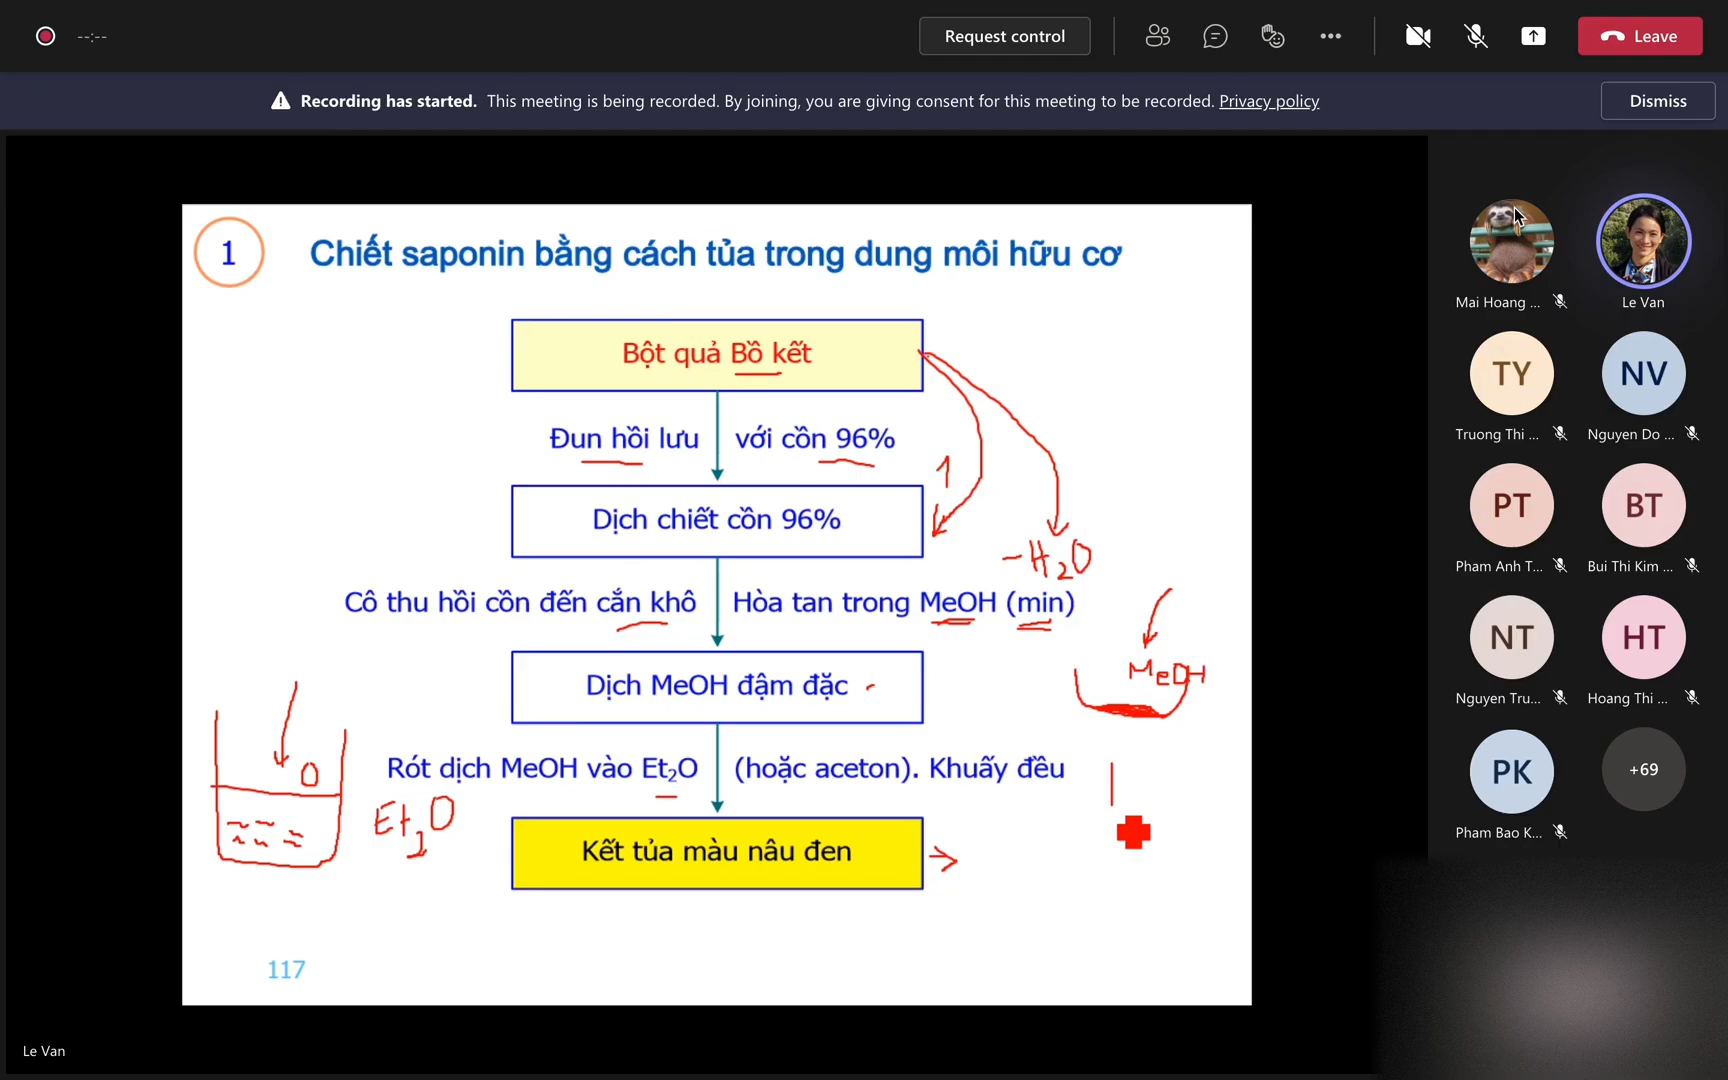 --:--
Request control
Leave
Recording has started. This meeting is being recorded. By joining, you are giving consent for this meeting to be recorded. Privacy policy
Dismiss
1
Chiết saponin bằng cách tủa trong dung môi hữu cơ
Bột quả Bồ kết
Đun hồi lưu với cồn 96%
1
Dịch chiết cồn 96%
-H2O
Cô thu hồi cồn đến cắn khô Hòa tan trong MeOH (min)
MeOH
Dịch MeOH đậm đặc
Rót dịch MeOH vào Et₂O (hoặc aceton). Khuấy đều
Et2O
Kết tủa màu nâu đen
117
Le Van
Mai Hoang ...
Le Van
TY
Truong Thi ...
NV
Nguyen Do ...
PT
Pham Anh T...
BT
Bui Thi Kim ...
NT
Nguyen Tru...
HT
Hoang Thi ...
PK
Pham Bao K...
+69